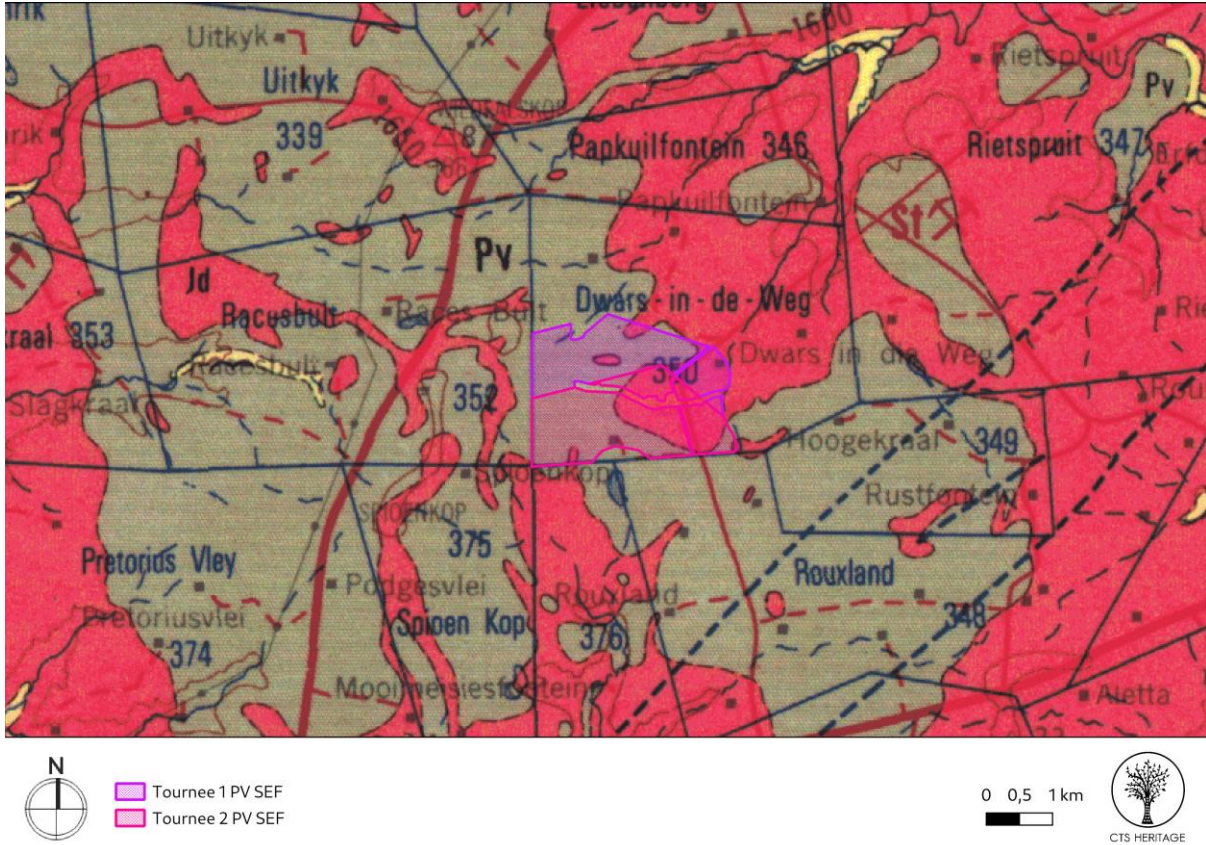 Uitkyk
Uitkyk
339
Pv
Papkuilfontein 346
Papkuilfontein
Rietspruit
Rietspruit 347
Pv
1600
St
Jd
Racusbult
Races Bult
Racesbult
Dwars-in-de-Weg
350
Dwars in die Weg
kraal 353
Slagkraal
352
Spioenkop
SPIOENKOP
Hoogekraal
349
Rustfontein
Pretorius Vley
Pretoriusvlei
374
Podgesvlei
375
Spioen Kop
Rouxland
376
Rouxland
348
Mooimeisiesfontein
Aletta
N
Tournee 1 PV SEF
Tournee 2 PV SEF
0 0,5 1 km
CTS HERITAGE